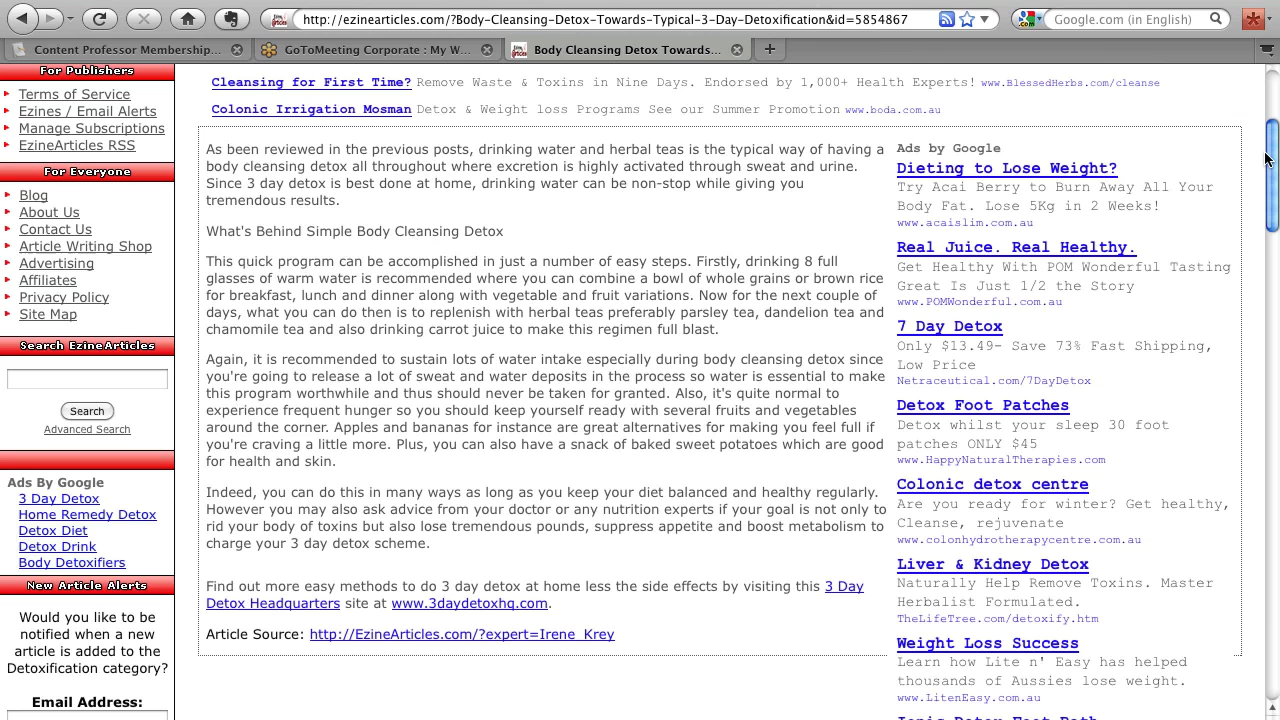 http://ezinearticles.com/?Body-Cleansing-Detox-Towards-Typical-3-Day-Detoxification&id=5854867
Google.com (in English)
Content Professor Membership...
GoToMeeting Corporate : My W...
Body Cleansing Detox Towards...
For Publishers
Terms of Service
Ezines / Email Alerts
Manage Subscriptions
EzineArticles RSS
For Everyone
Blog
About Us
Contact Us
Article Writing Shop
Advertising
Affiliates
Privacy Policy
Site Map
Search EzineArticles
Search
Advanced Search
Ads By Google
3 Day Detox
Home Remedy Detox
Detox Diet
Detox Drink
Body Detoxifiers
New Article Alerts
Would you like to
be notified when a new
article is added to the
Detoxification category?
Email Address:
Cleansing for First Time? Remove Waste & Toxins in Nine Days. Endorsed by 1,000+ Health Experts! www.BlessedHerbs.com/cleanse
Colonic Irrigation Mosman Detox & Weight loss Programs See our Summer Promotion www.boda.com.au
As been reviewed in the previous posts, drinking water and herbal teas is the typical way of having a
body cleansing detox all throughout where excretion is highly activated through sweat and urine.
Since 3 day detox is best done at home, drinking water can be non-stop while giving you
tremendous results.
What's Behind Simple Body Cleansing Detox
This quick program can be accomplished in just a number of easy steps. Firstly, drinking 8 full
glasses of warm water is recommended where you can combine a bowl of whole grains or brown rice
for breakfast, lunch and dinner along with vegetable and fruit variations. Now for the next couple of
days, what you can do then is to replenish with herbal teas preferably parsley tea, dandelion tea and
chamomile tea and also drinking carrot juice to make this regimen full blast.
Again, it is recommended to sustain lots of water intake especially during body cleansing detox since
you're going to release a lot of sweat and water deposits in the process so water is essential to make
this program worthwhile and thus should never be taken for granted. Also, it's quite normal to
experience frequent hunger so you should keep yourself ready with several fruits and vegetables
around the corner. Apples and bananas for instance are great alternatives for making you feel full if
you're craving a little more. Plus, you can also have a snack of baked sweet potatoes which are good
for health and skin.
Indeed, you can do this in many ways as long as you keep your diet balanced and healthy regularly.
However you may also ask advice from your doctor or any nutrition experts if your goal is not only to
rid your body of toxins but also lose tremendous pounds, suppress appetite and boost metabolism to
charge your 3 day detox scheme.
Find out more easy methods to do 3 day detox at home less the side effects by visiting this 3 Day
Detox Headquarters site at www.3daydetoxhq.com.
Article Source: http://EzineArticles.com/?expert=Irene_Krey
Ads by Google
Dieting to Lose Weight?
Try Acai Berry to Burn Away All Your
Body Fat. Lose 5Kg in 2 Weeks!
www.acaislim.com.au
Real Juice. Real Healthy.
Get Healthy With POM Wonderful Tasting
Great Is Just 1/2 the Story
www.POMWonderful.com.au
7 Day Detox
Only $13.49- Save 73% Fast Shipping,
Low Price
Netraceutical.com/7DayDetox
Detox Foot Patches
Detox whilst your sleep 30 foot
patches ONLY $45
www.HappyNaturalTherapies.com
Colonic detox centre
Are you ready for winter? Get healthy,
Cleanse, rejuvenate
www.colonhydrotherapycentre.com.au
Liver & Kidney Detox
Naturally Help Remove Toxins. Master
Herbalist Formulated.
TheLifeTree.com/detoxify.htm
Weight Loss Success
Learn how Lite n' Easy has helped
thousands of Aussies lose weight.
www.LitenEasy.com.au